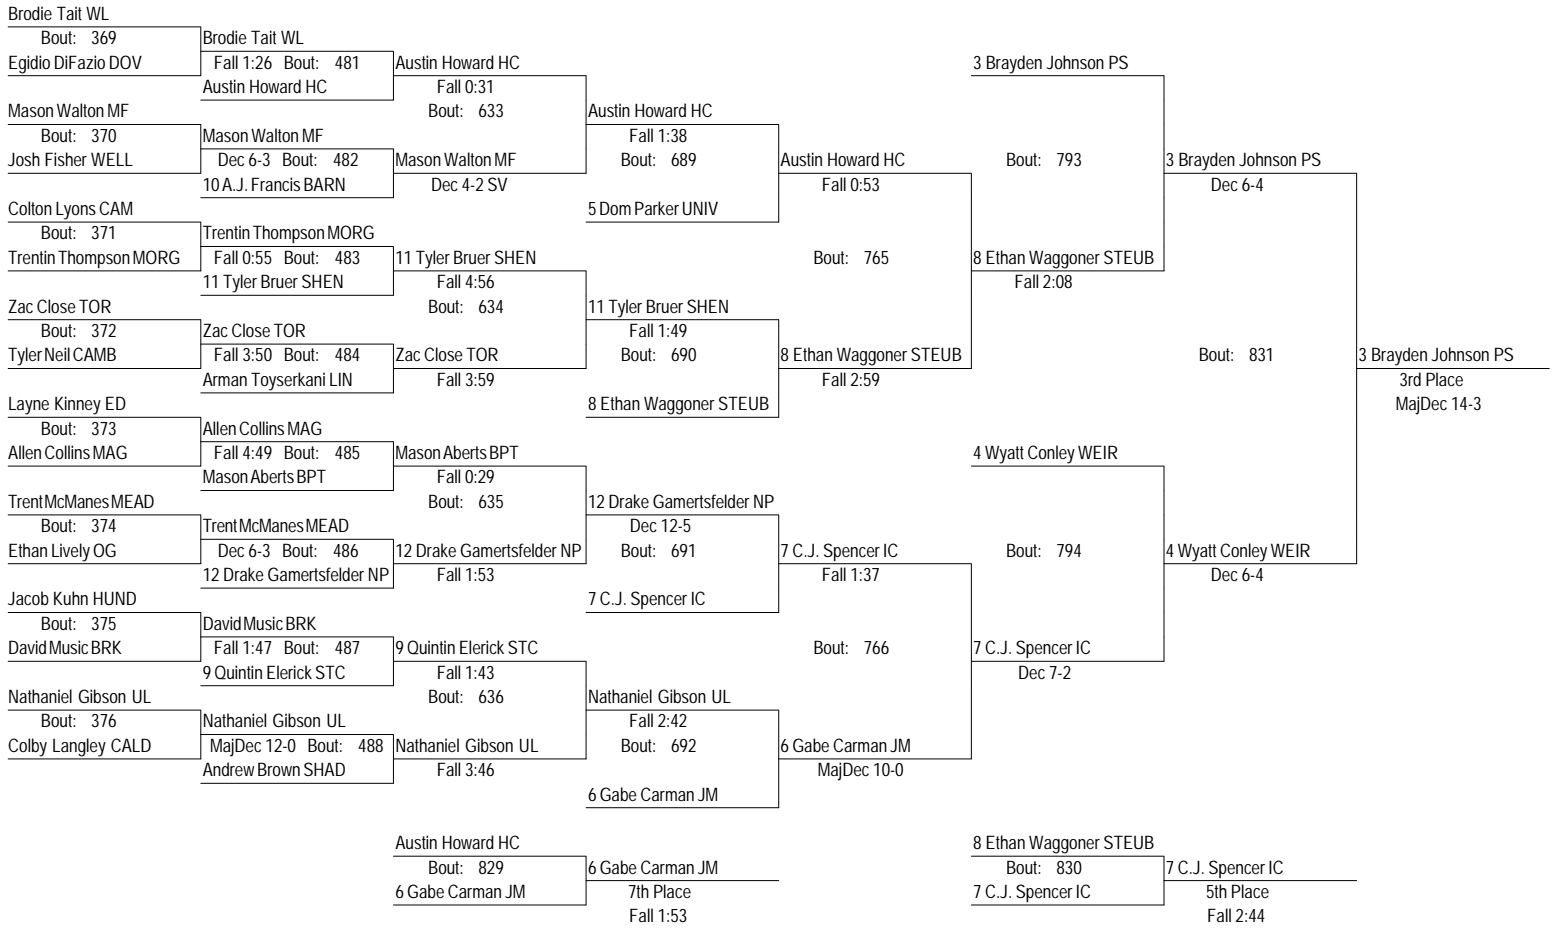 Brodie Tait WL
Bout: 369
Egidio DiFazio DOV
Mason Walton MF
Bout: 370
Josh Fisher WELL
Colton Lyons CAM
Bout: 371
Trentin Thompson MORG
Zac Close TOR
Bout: 372
Tyler Neil CAMB
Layne Kinney ED
Bout: 373
Allen Collins MAG
Trent McManes MEAD
Bout: 374
Ethan Lively OG
Jacob Kuhn HUND
Bout: 375
David Music BRK
Nathaniel Gibson UL
Bout: 376
Colby Langley CALD
Brodie Tait WL
Fall 1:26 Bout: 481
Austin Howard HC
Mason Walton MF
Dec 6-3 Bout: 482
10 A.J. Francis BARN
Trentin Thompson MORG
Fall 0:55 Bout: 483
11 Tyler Bruer SHEN
Zac Close TOR
Fall 3:50 Bout: 484
Arman Toyserkani LIN
Allen Collins MAG
Fall 4:49 Bout: 485
Mason Aberts BPT
Trent McManes MEAD
Dec 6-3 Bout: 486
12 Drake Gamertsfelder NP
David Music BRK
Fall 1:47 Bout: 487
9 Quintin Elerick STC
Nathaniel Gibson UL
MajDec 12-0 Bout: 488
Andrew Brown SHAD
Austin Howard HC
Fall 0:31
Bout: 633
Mason Walton MF
Dec 4-2 SV
11 Tyler Bruer SHEN
Fall 4:56
Bout: 634
Zac Close TOR
Fall 3:59
Mason Aberts BPT
Fall 0:29
Bout: 635
12 Drake Gamertsfelder NP
Fall 1:53
9 Quintin Elerick STC
Fall 1:43
Bout: 636
Nathaniel Gibson UL
Fall 3:46
Austin Howard HC
Fall 1:38
Bout: 689
5 Dom Parker UNIV
11 Tyler Bruer SHEN
Fall 1:49
Bout: 690
8 Ethan Waggoner STEUB
12 Drake Gamertsfelder NP
Dec 12-5
Bout: 691
7 C.J. Spencer IC
Nathaniel Gibson UL
Fall 2:42
Bout: 692
6 Gabe Carman JM
Austin Howard HC
Fall 0:53
Bout: 765
8 Ethan Waggoner STEUB
Fall 2:59
7 C.J. Spencer IC
Fall 1:37
Bout: 766
6 Gabe Carman JM
MajDec 10-0
3 Brayden Johnson PS
Bout: 793
8 Ethan Waggoner STEUB
Fall 2:08
4 Wyatt Conley WEIR
Bout: 794
7 C.J. Spencer IC
Dec 7-2
3 Brayden Johnson PS
Dec 6-4
Bout: 831
4 Wyatt Conley WEIR
Dec 6-4
3 Brayden Johnson PS
3rd Place
MajDec 14-3
Austin Howard HC
Bout: 829
6 Gabe Carman JM
6 Gabe Carman JM
7th Place
Fall 1:53
8 Ethan Waggoner STEUB
Bout: 830
7 C.J. Spencer IC
7 C.J. Spencer IC
5th Place
Fall 2:44